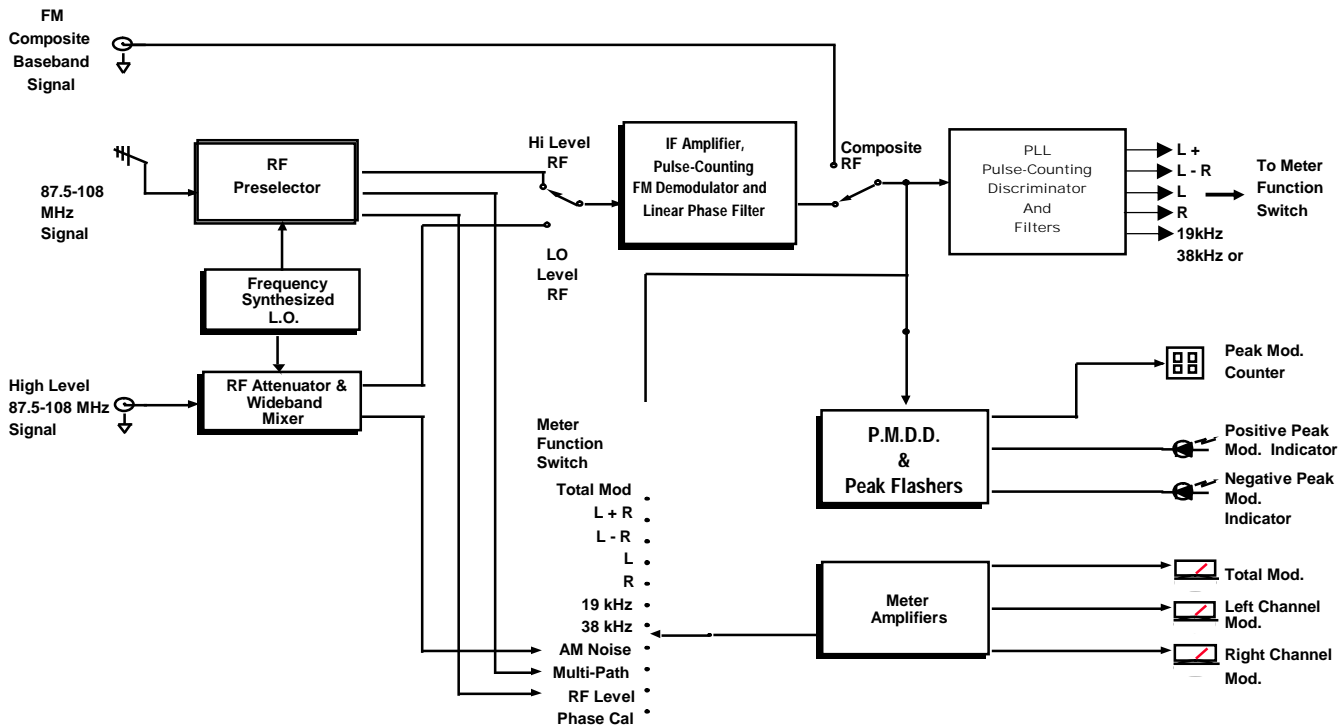 FM
Composite
Baseband
Signal
RF
Preselector
87.5-108
MHz
Signal
Hi Level
RF
LO
Level
RF
IF Amplifier,
Pulse-Counting
FM Demodulator and
Linear Phase Filter
Composite
RF
PLL
Pulse-Counting
Discriminator
And
Filters
L +
L - R
L
R
19kHz
38kHz or
To Meter
Function
Switch
Frequency
Synthesized
L.O.
High Level
87.5-108 MHz
Signal
RF Attenuator &
Wideband
Mixer
Meter
Function
Switch
Total Mod
L + R
L - R
L
R
19 kHz
38 kHz
AM Noise
Multi-Path
RF Level
Phase Cal
P.M.D.D.
&
Peak Flashers
Peak Mod.
Counter
Positive Peak
Mod. Indicator
Negative Peak
Mod.
Indicator
Meter
Amplifiers
Total Mod.
Left Channel
Mod.
Right Channel
Mod.